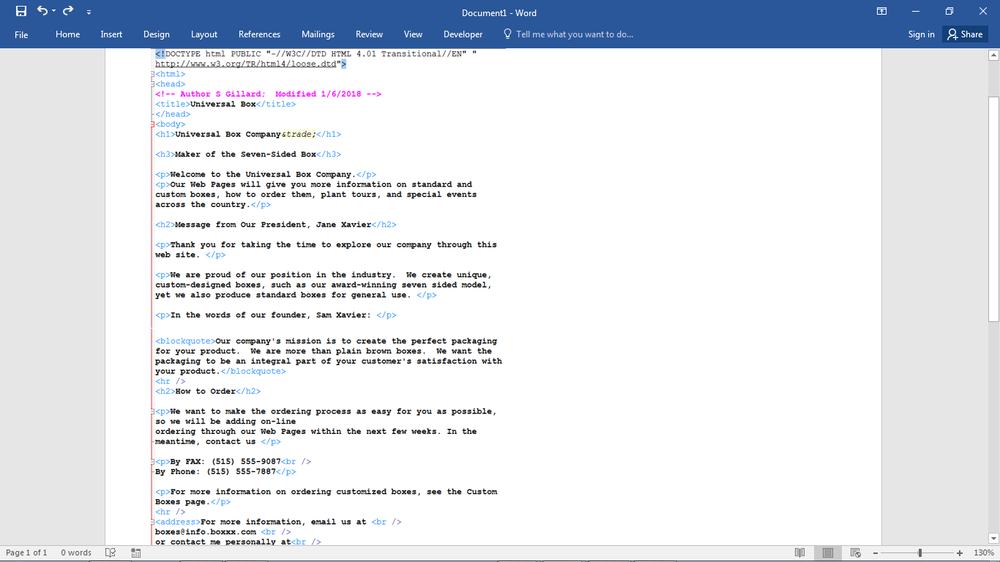 Document1 - Word
File Home Insert Design Layout References Mailings Review View Developer Tell me what you want to do... Sign in Share
<!DOCTYPE html PUBLIC "-//W3C//DTD HTML 4.01 Transitional//EN" "
http://www.w3.org/TR/html4/loose.dtd">
<html>
<head>
<!-- Author S Gillard;  Modified 1/6/2018 -->
<title>Universal Box</title>
</head>
<body>
<h1>Universal Box Company&trade;</h1>
<h3>Maker of the Seven-Sided Box</h3>
<p>Welcome to the Universal Box Company.</p>
<p>Our Web Pages will give you more information on standard and
custom boxes, how to order them, plant tours, and special events
across the country.</p>
<h2>Message from Our President, Jane Xavier</h2>
<p>Thank you for taking the time to explore our company through this
web site. </p>
<p>We are proud of our position in the industry.  We create unique,
custom-designed boxes, such as our award-winning seven sided model,
yet we also produce standard boxes for general use. </p>
<p>In the words of our founder, Sam Xavier: </p>
<blockquote>Our company's mission is to create the perfect packaging
for your product.  We are more than plain brown boxes.  We want the
packaging to be an integral part of your customer's satisfaction with
your product.</blockquote>
<hr />
<h2>How to Order</h2>
<p>We want to make the ordering process as easy for you as possible,
so we will be adding on-line
ordering through our Web Pages within the next few weeks. In the
meantime, contact us </p>
<p>By FAX: (515) 555-9087<br />
By Phone: (515) 555-7887</p>
<p>For more information on ordering customized boxes, see the Custom
Boxes page.</p>
<hr />
<address>For more information, email us at <br />
boxes@info.boxxx.com <br />
or contact me personally at<br />
Page 1 of 1 0 words 130%